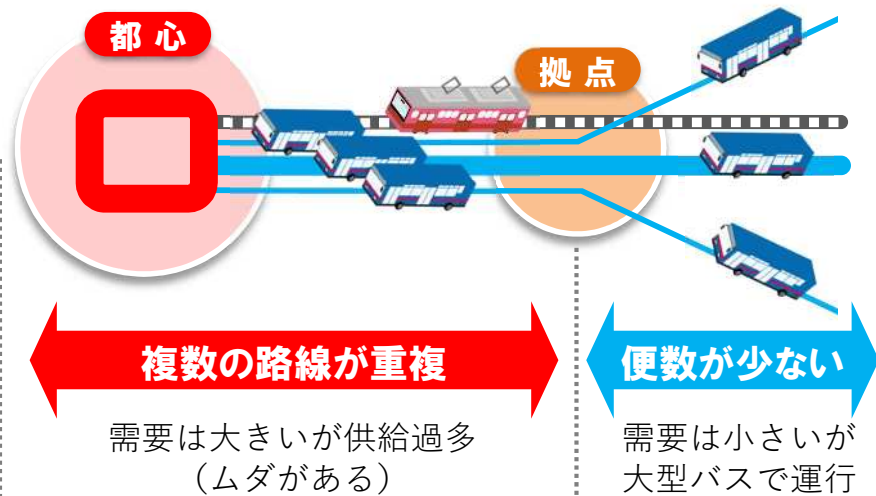 都心
拠点
複数の路線が重複
便数が少ない
需要は大きいが供給過多
（ムダがある）
需要は小さいが
大型バスで運行